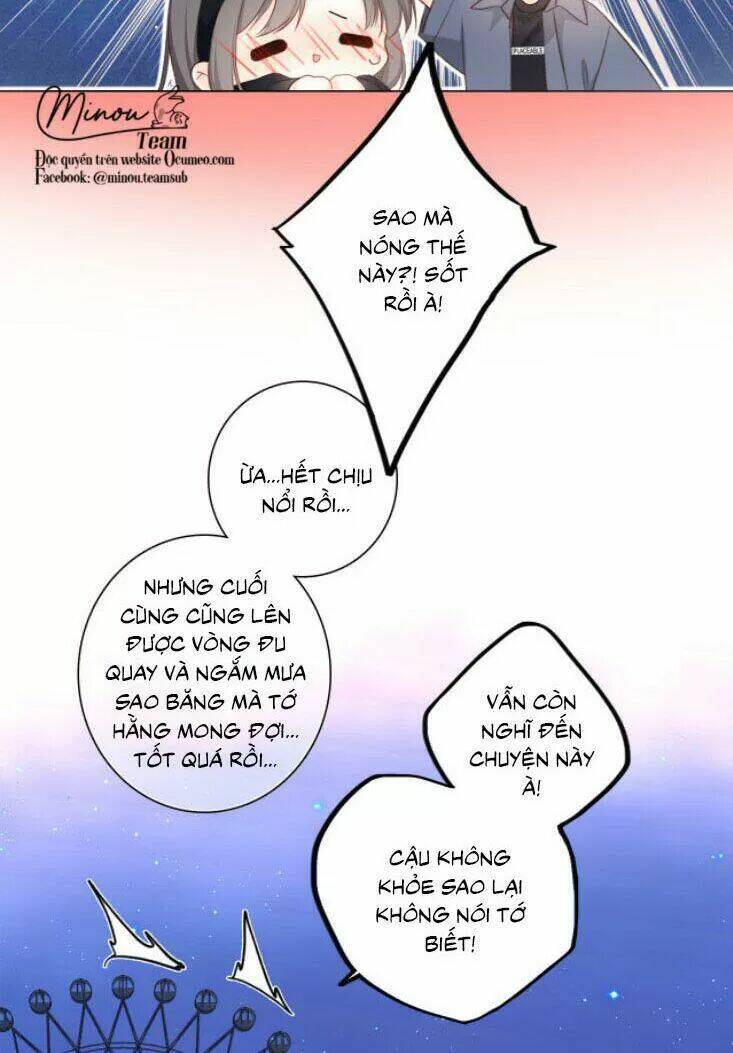 IPLACEABLE
Minou
Team
Độc quyền trên website Ocumeo.com
Facebook: @minou.teamsub
SAO MÀ
NÓNG THẾ
NÀY?! SỐT
RỒI À!
ỪA...HẾT CHỊU
NỔI RỒI...
NHƯNG CUỐI
CÙNG CŨNG LÊN
ĐƯỢC VÒNG ĐU
QUAY VÀ NGẮM MƯA
SAO BĂNG MÀ TỚ
HẰNG MONG ĐỢI...
TỐT QUÁ RỒI...
VẪN CÒN
NGHĨ ĐẾN
CHUYỆN NÀY
À!
CẬU KHÔNG
KHỎE SAO LẠI
KHÔNG NÓI TỚ
BIẾT!